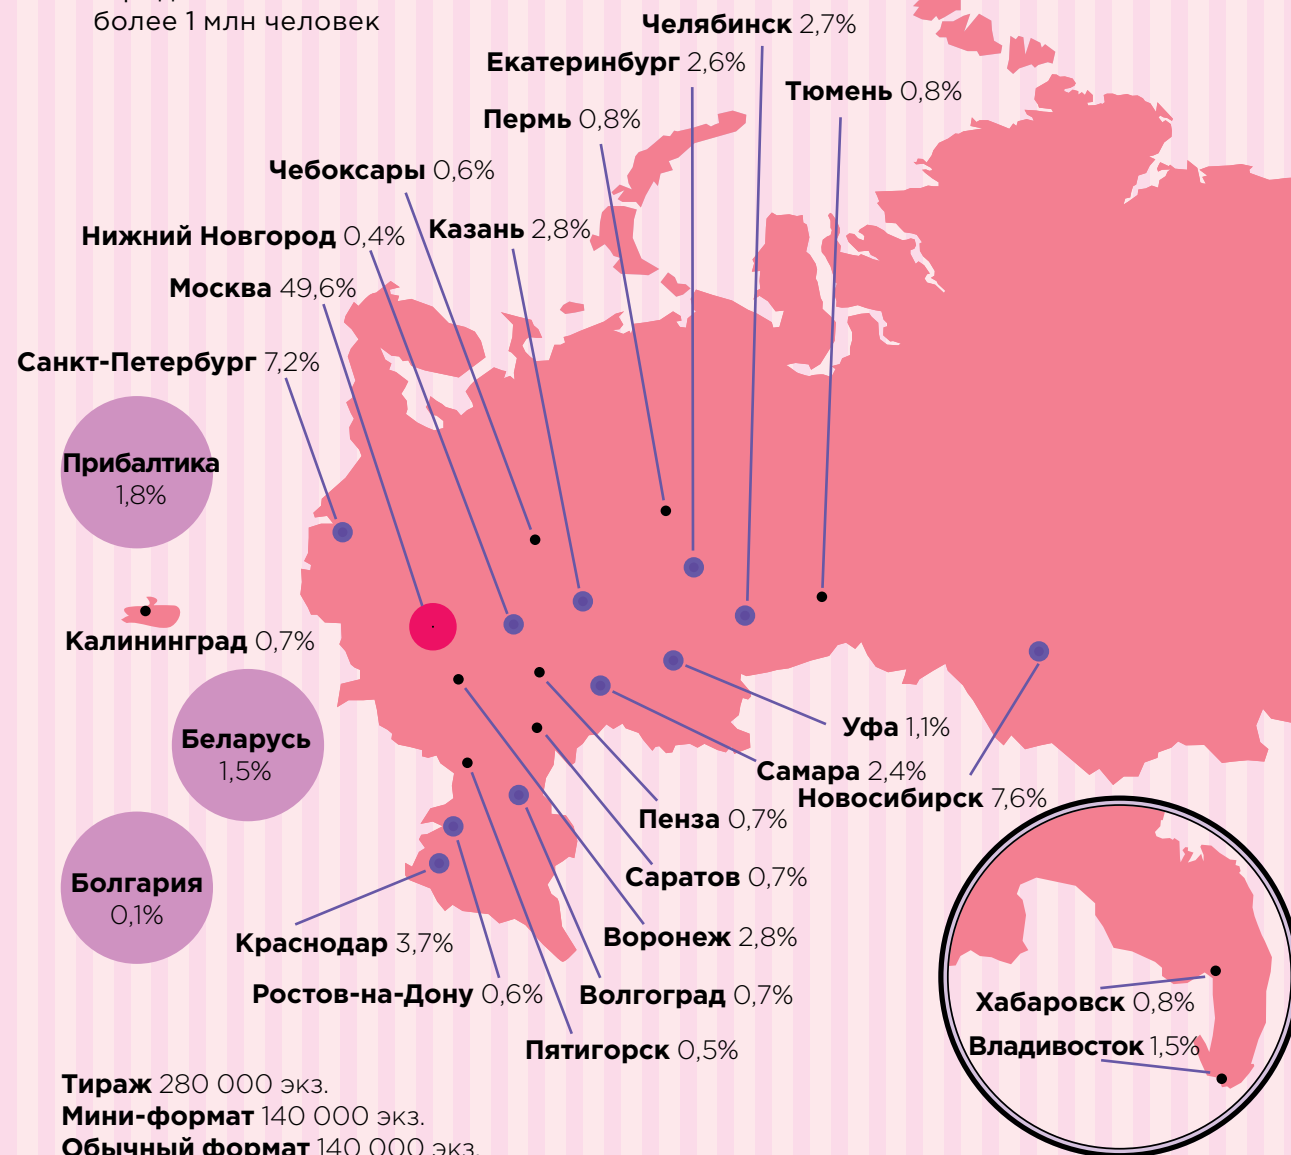 более 1 млн человек
Челябинск 2,7%
Екатеринбург 2,6%
Тюмень 0,8%
Пермь 0,8%
Чебоксары 0,6%
Казань 2,8%
Нижний Новгород 0,4%
Москва 49,6%
Санкт-Петербург 7,2%
Прибалтика
1,8%
Калининград 0,7%
Беларусь
1,5%
Уфа 1,1%
Самара 2,4%
Новосибирск 7,6%
Пенза 0,7%
Саратов 0,7%
Болгария
0,1%
Краснодар 3,7%
Воронеж 2,8%
Ростов-на-Дону 0,6%
Волгоград 0,7%
Пятигорск 0,5%
Хабаровск 0,8%
Владивосток 1,5%
Тираж 280 000 экз.
Мини-формат 140 000 экз.
Обычный формат 140 000 экз.